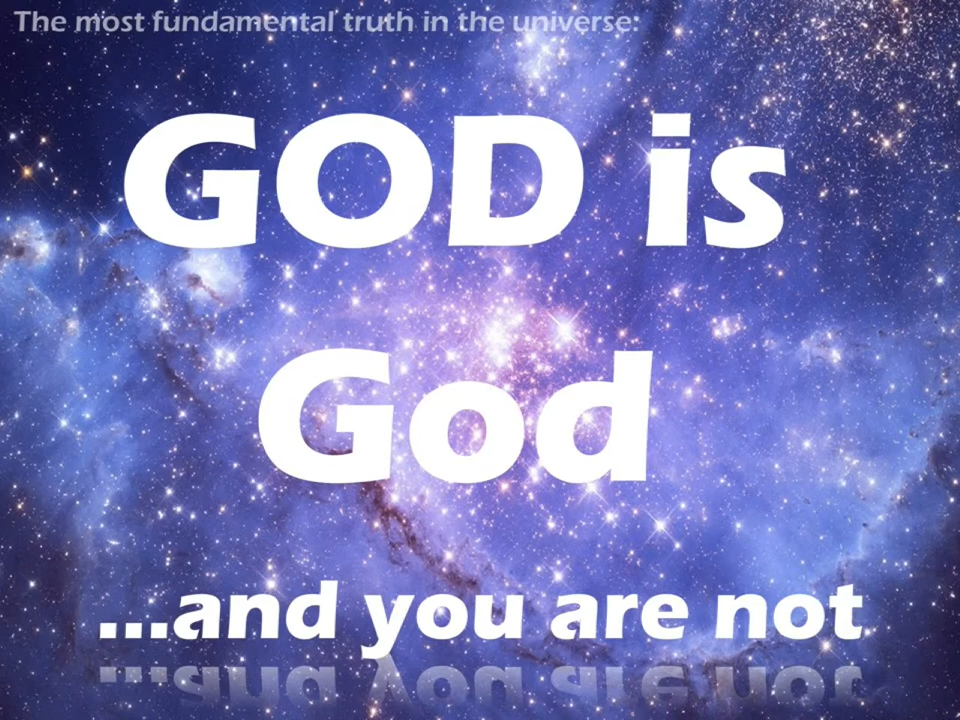 The most fundamental truth in the universe:
GOD is
God
...and you are not